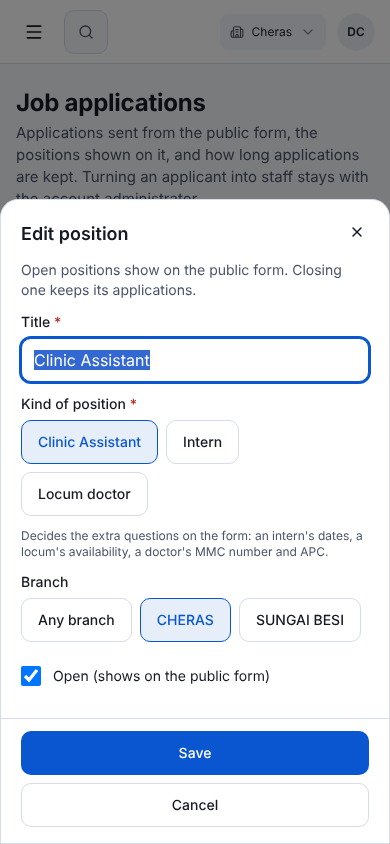 Cheras
DC
Job applications
Applications sent from the public form, the
positions shown on it, and how long applications
are kept. Turning an applicant into staff stays with
the account administrator.
Edit position
Open positions show on the public form. Closing
one keeps its applications.
Title *
Clinic Assistant
Kind of position *
Clinic Assistant
Intern
Locum doctor
Decides the extra questions on the form: an intern's dates, a
locum's availability, a doctor's MMC number and APC.
Branch
Any branch
CHERAS
SUNGAI BESI
Open (shows on the public form)
Save
Cancel